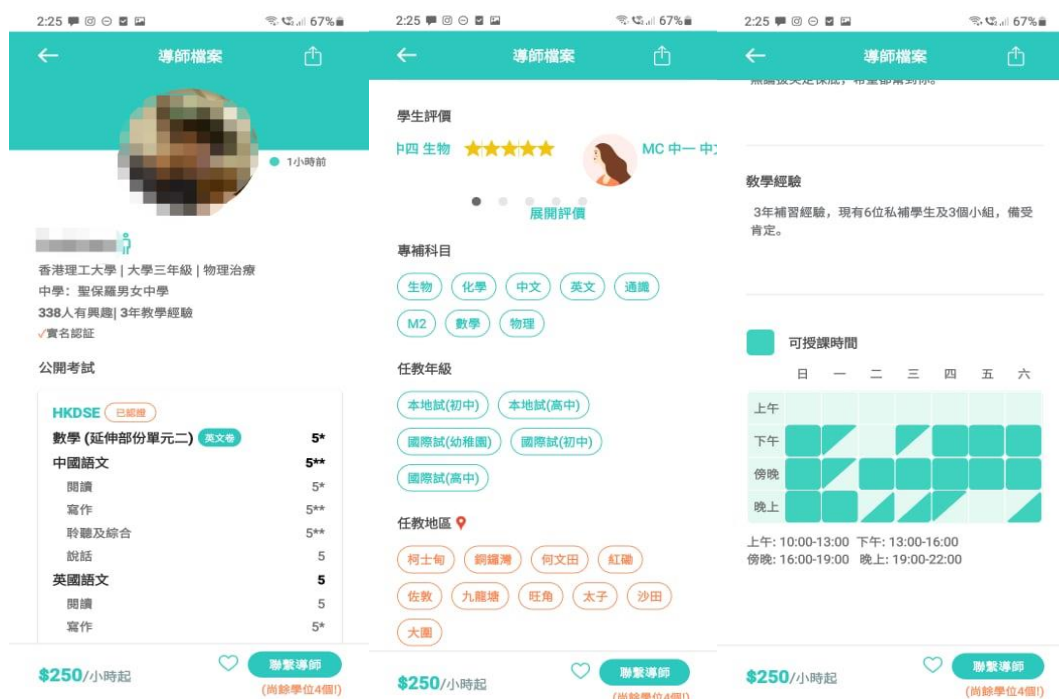 2:25 67%
導師檔案
1小時前
香港理工大學 | 大學三年級 | 物理治療
中學：聖保羅男女中學
338人有興趣| 3年教學經驗
✓實名認証
公開考試
HKDSE 已認證
數學 (延伸部份單元二) 英文卷 5*
中國語文 5**
閱讀 5*
寫作 5**
聆聽及綜合 5**
說話 5
英國語文 5
閱讀 5
寫作 5*
$250/小時起 聯繫導師
(尚餘學位4個!)
2:25 67%
導師檔案
學生評價
中四 生物 MC 中一 中文
展開評價
專補科目
生物 化學 中文 英文 通識
M2 數學 物理
任教年級
本地試(初中) 本地試(高中)
國際試(幼稚園) 國際試(初中)
國際試(高中)
任教地區
柯士甸 銅鑼灣 何文田 紅磡
佐敦 九龍塘 旺角 太子 沙田
大圍
$250/小時起 聯繫導師
(尚餘學位4個!)
2:25 67%
導師檔案
教學經驗
3年補習經驗，現有6位私補學生及3個小組，備受
肯定。
可授課時間
日 一 二 三 四 五 六
上午
下午
傍晚
晚上
上午: 10:00-13:00 下午: 13:00-16:00
傍晚: 16:00-19:00 晚上: 19:00-22:00
$250/小時起 聯繫導師
(尚餘學位4個!)